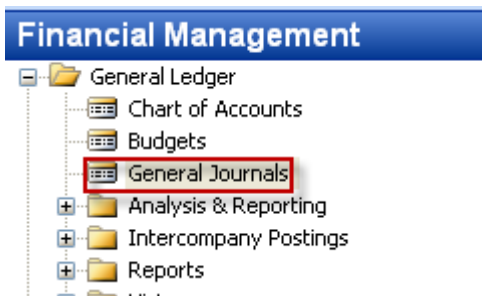 Financial Management
General Ledger
Chart of Accounts
Budgets
General Journals
Analysis & Reporting
Intercompany Postings
Reports